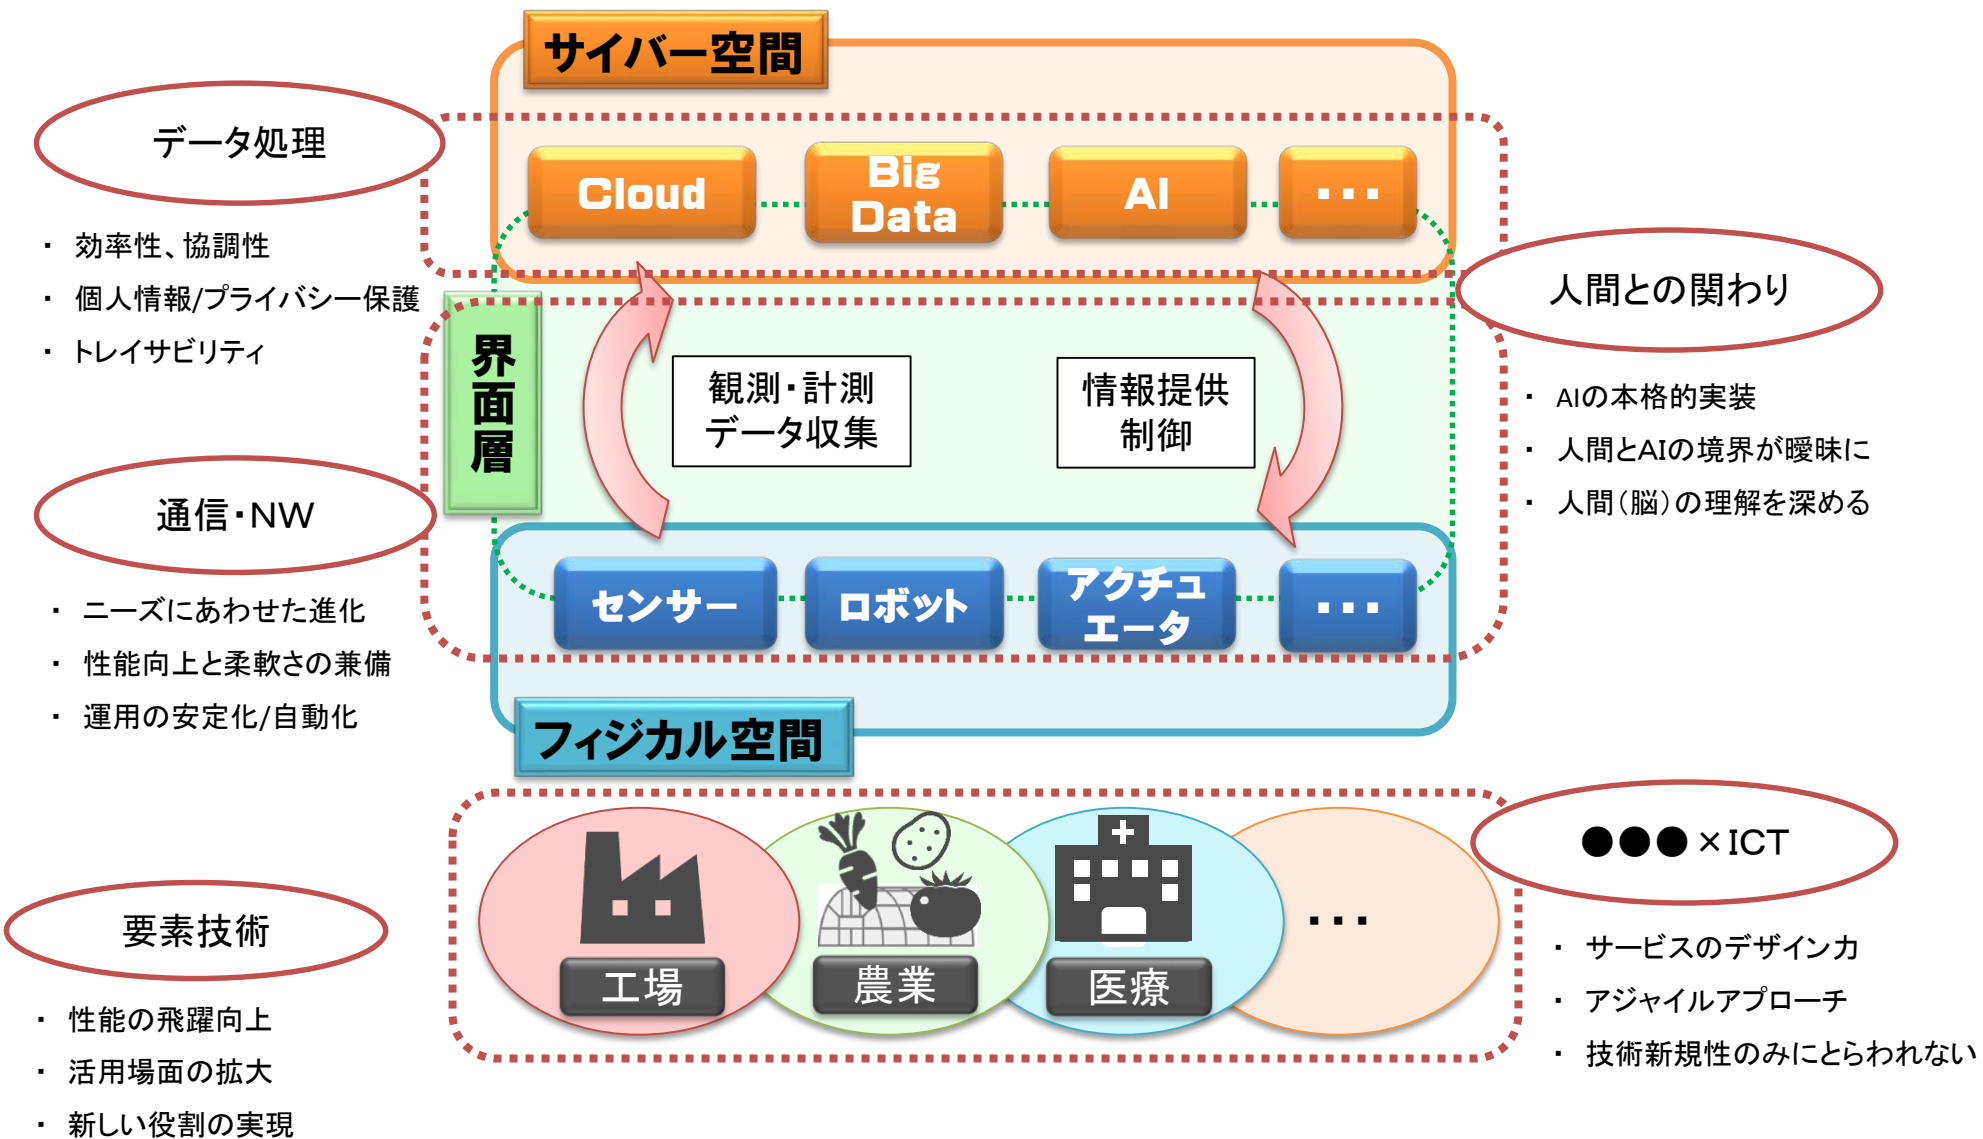 サイバー空間
データ処理
・ 効率性、協調性
・ 個人情報/プライバシー保護
・ トレイサビリティ
Cloud
Big
Data
AI
･･･
人間との関わり
・ AIの本格的実装
・ 人間とAIの境界が曖昧に
・ 人間（脳）の理解を深める
界面層
観測・計測
データ収集
情報提供
制御
通信・NW
・ ニーズにあわせた進化
・ 性能向上と柔軟さの兼備
・ 運用の安定化/自動化
センサー
ロボット
アクチュ
エータ
･･･
フィジカル空間
工場
農業
医療
･･･
●●●×ICT
・ サービスのデザイン力
・ アジャイルアプローチ
・ 技術新規性のみにとらわれない
要素技術
・ 性能の飛躍向上
・ 活用場面の拡大
・ 新しい役割の実現